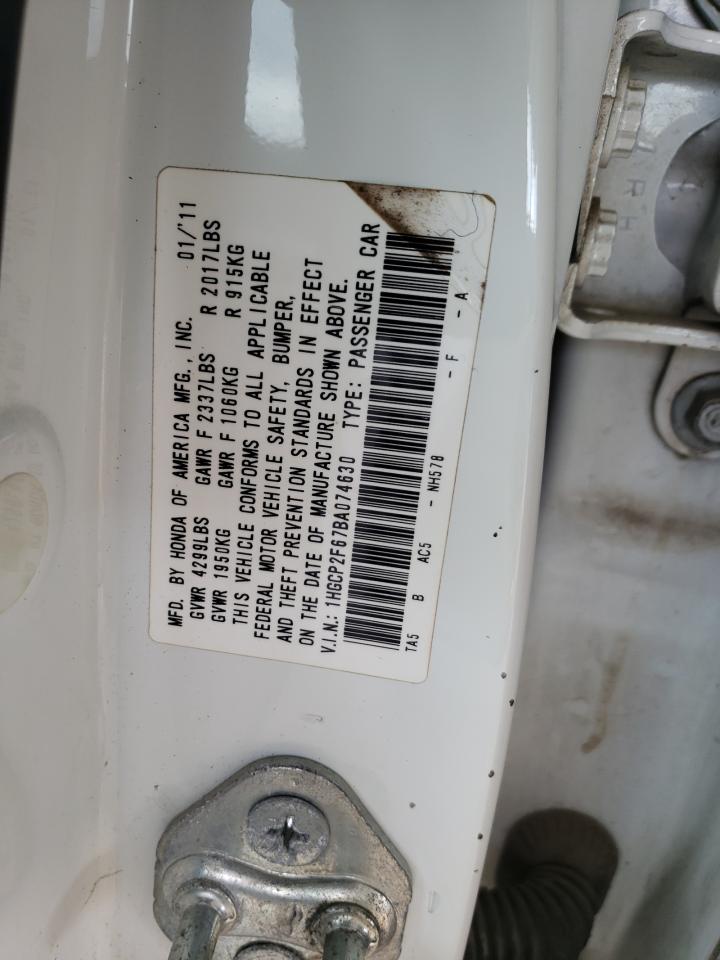 MFD. BY HONDA OF AMERICA MFG., INC. 01/'11
GVWR 4299LBS GAWR F 2337LBS R 2017LBS
GVWR 1950KG GAWR F 1060KG R 915KG
THIS VEHICLE CONFORMS TO ALL APPLICABLE
FEDERAL MOTOR VEHICLE SAFETY, BUMPER,
AND THEFT PREVENTION STANDARDS IN EFFECT
ON THE DATE OF MANUFACTURE SHOWN ABOVE.
V.I.N.: 1HGCP2F67BA074630 TYPE: PASSENGER CAR
TA5 B AC5 - NH578 - F - A
RH